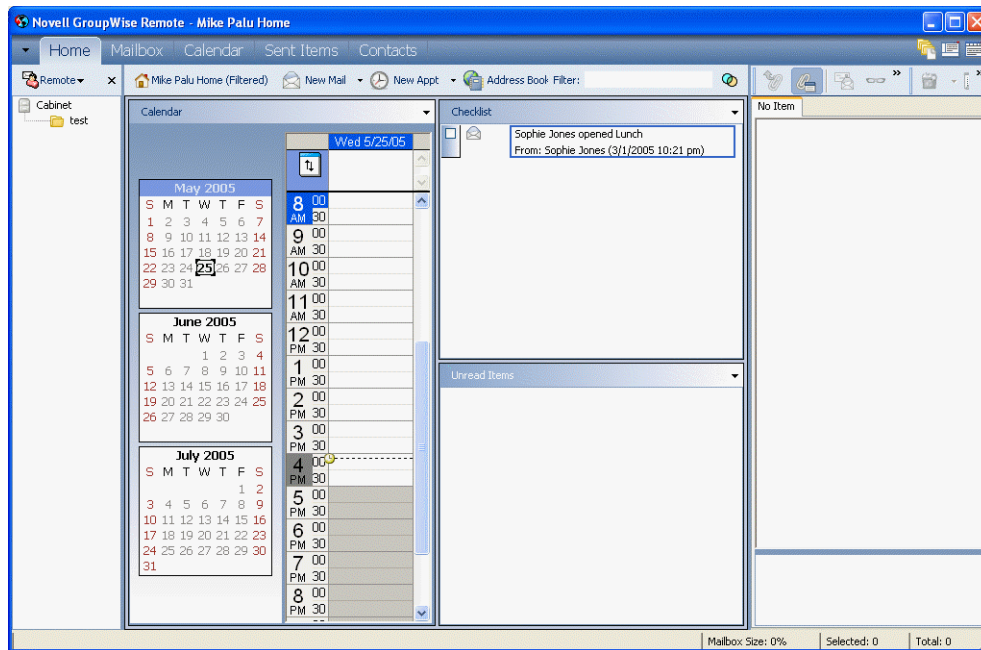 Novell GroupWise Remote - Mike Palu Home
Home Mailbox Calendar Sent Items Contacts
Remote Mike Palu Home (Filtered) New Mail New Appt Address Book Filter:
Cabinet
test
Calendar
Wed 5/25/05
May 2005
S M T W T F S
1 2 3 4 5 6 7
8 9 10 11 12 13 14
15 16 17 18 19 20 21
22 23 24 25 26 27 28
29 30 31
June 2005
S M T W T F S
1 2 3 4
5 6 7 8 9 10 11
12 13 14 15 16 17 18
19 20 21 22 23 24 25
26 27 28 29 30
July 2005
S M T W T F S
1 2
3 4 5 6 7 8 9
10 11 12 13 14 15 16
17 18 19 20 21 22 23
24 25 26 27 28 29 30
31
8 00
AM 30
9 00
AM 30
10 00
AM 30
11 00
AM 30
12 00
PM 30
1 00
PM 30
2 00
PM 30
3 00
PM 30
4 00
PM 30
5 00
PM 30
6 00
PM 30
7 00
PM 30
8 00
PM 30
Checklist
Sophie Jones opened Lunch
From: Sophie Jones (3/1/2005 10:21 pm)
Unread Items
No Item
Mailbox Size: 0% Selected: 0 Total: 0